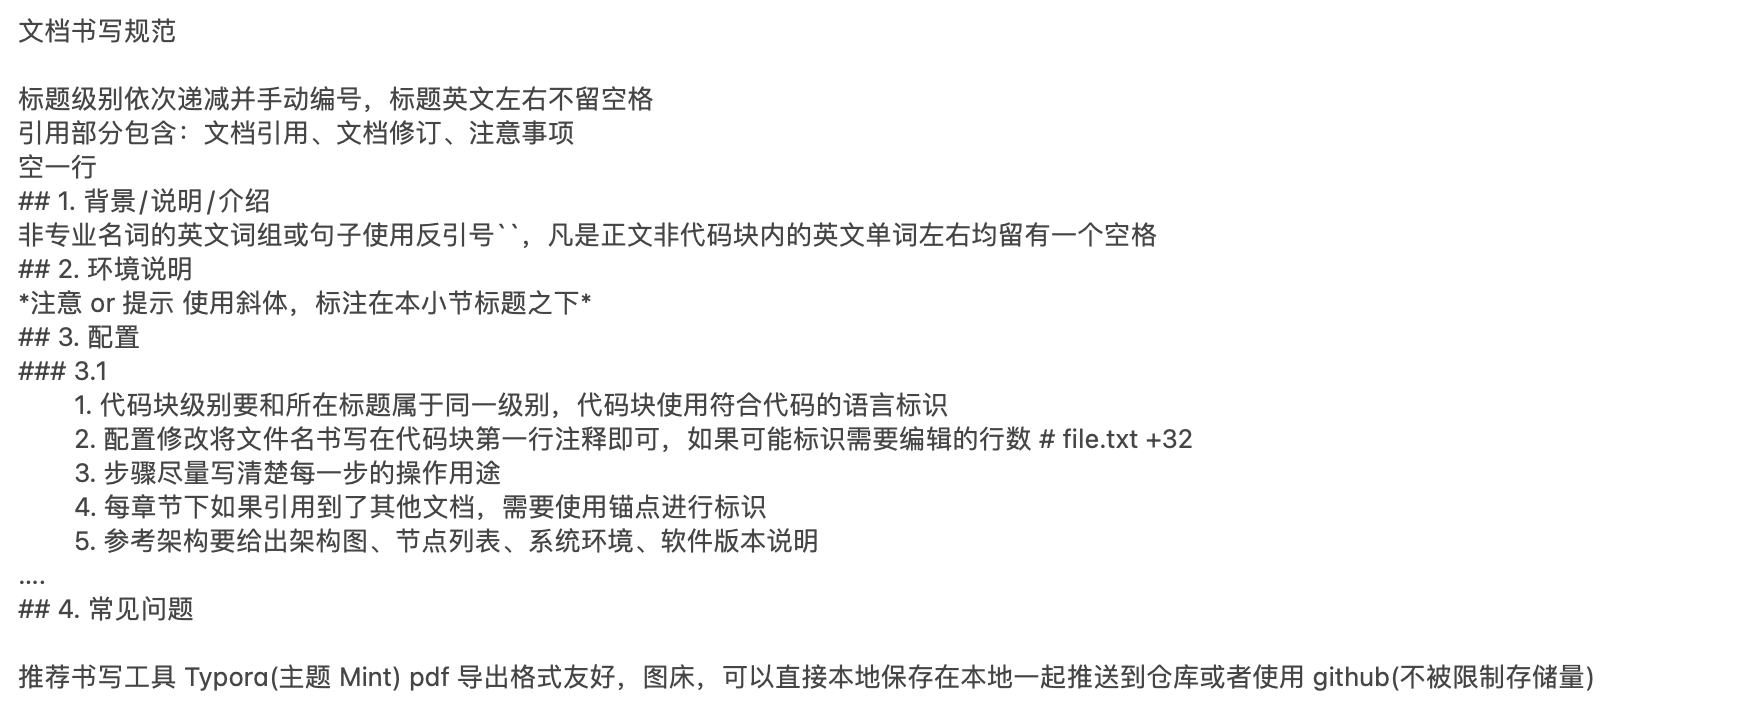 文档书写规范
标题级别依次递减并手动编号，标题英文左右不留空格
引用部分包含：文档引用、文档修订、注意事项
空一行
## 1. 背景/说明/介绍
非专业名词的英文词组或句子使用反引号``，凡是正文非代码块内的英文单词左右均留有一个空格
## 2. 环境说明
*注意 or 提示 使用斜体，标注在本小节标题之下*
## 3. 配置
### 3.1
1. 代码块级别要和所在标题属于同一级别，代码块使用符合代码的语言标识
2. 配置修改将文件名书写在代码块第一行注释即可，如果可能标识需要编辑的行数 # file.txt +32
3. 步骤尽量写清楚每一步的操作用途
4. 每章节下如果引用到了其他文档，需要使用锚点进行标识
5. 参考架构要给出架构图、节点列表、系统环境、软件版本说明
....
## 4. 常见问题
推荐书写工具 Typora(主题 Mint) pdf 导出格式友好，图床，可以直接本地保存在本地一起推送到仓库或者使用 github(不被限制存储量)